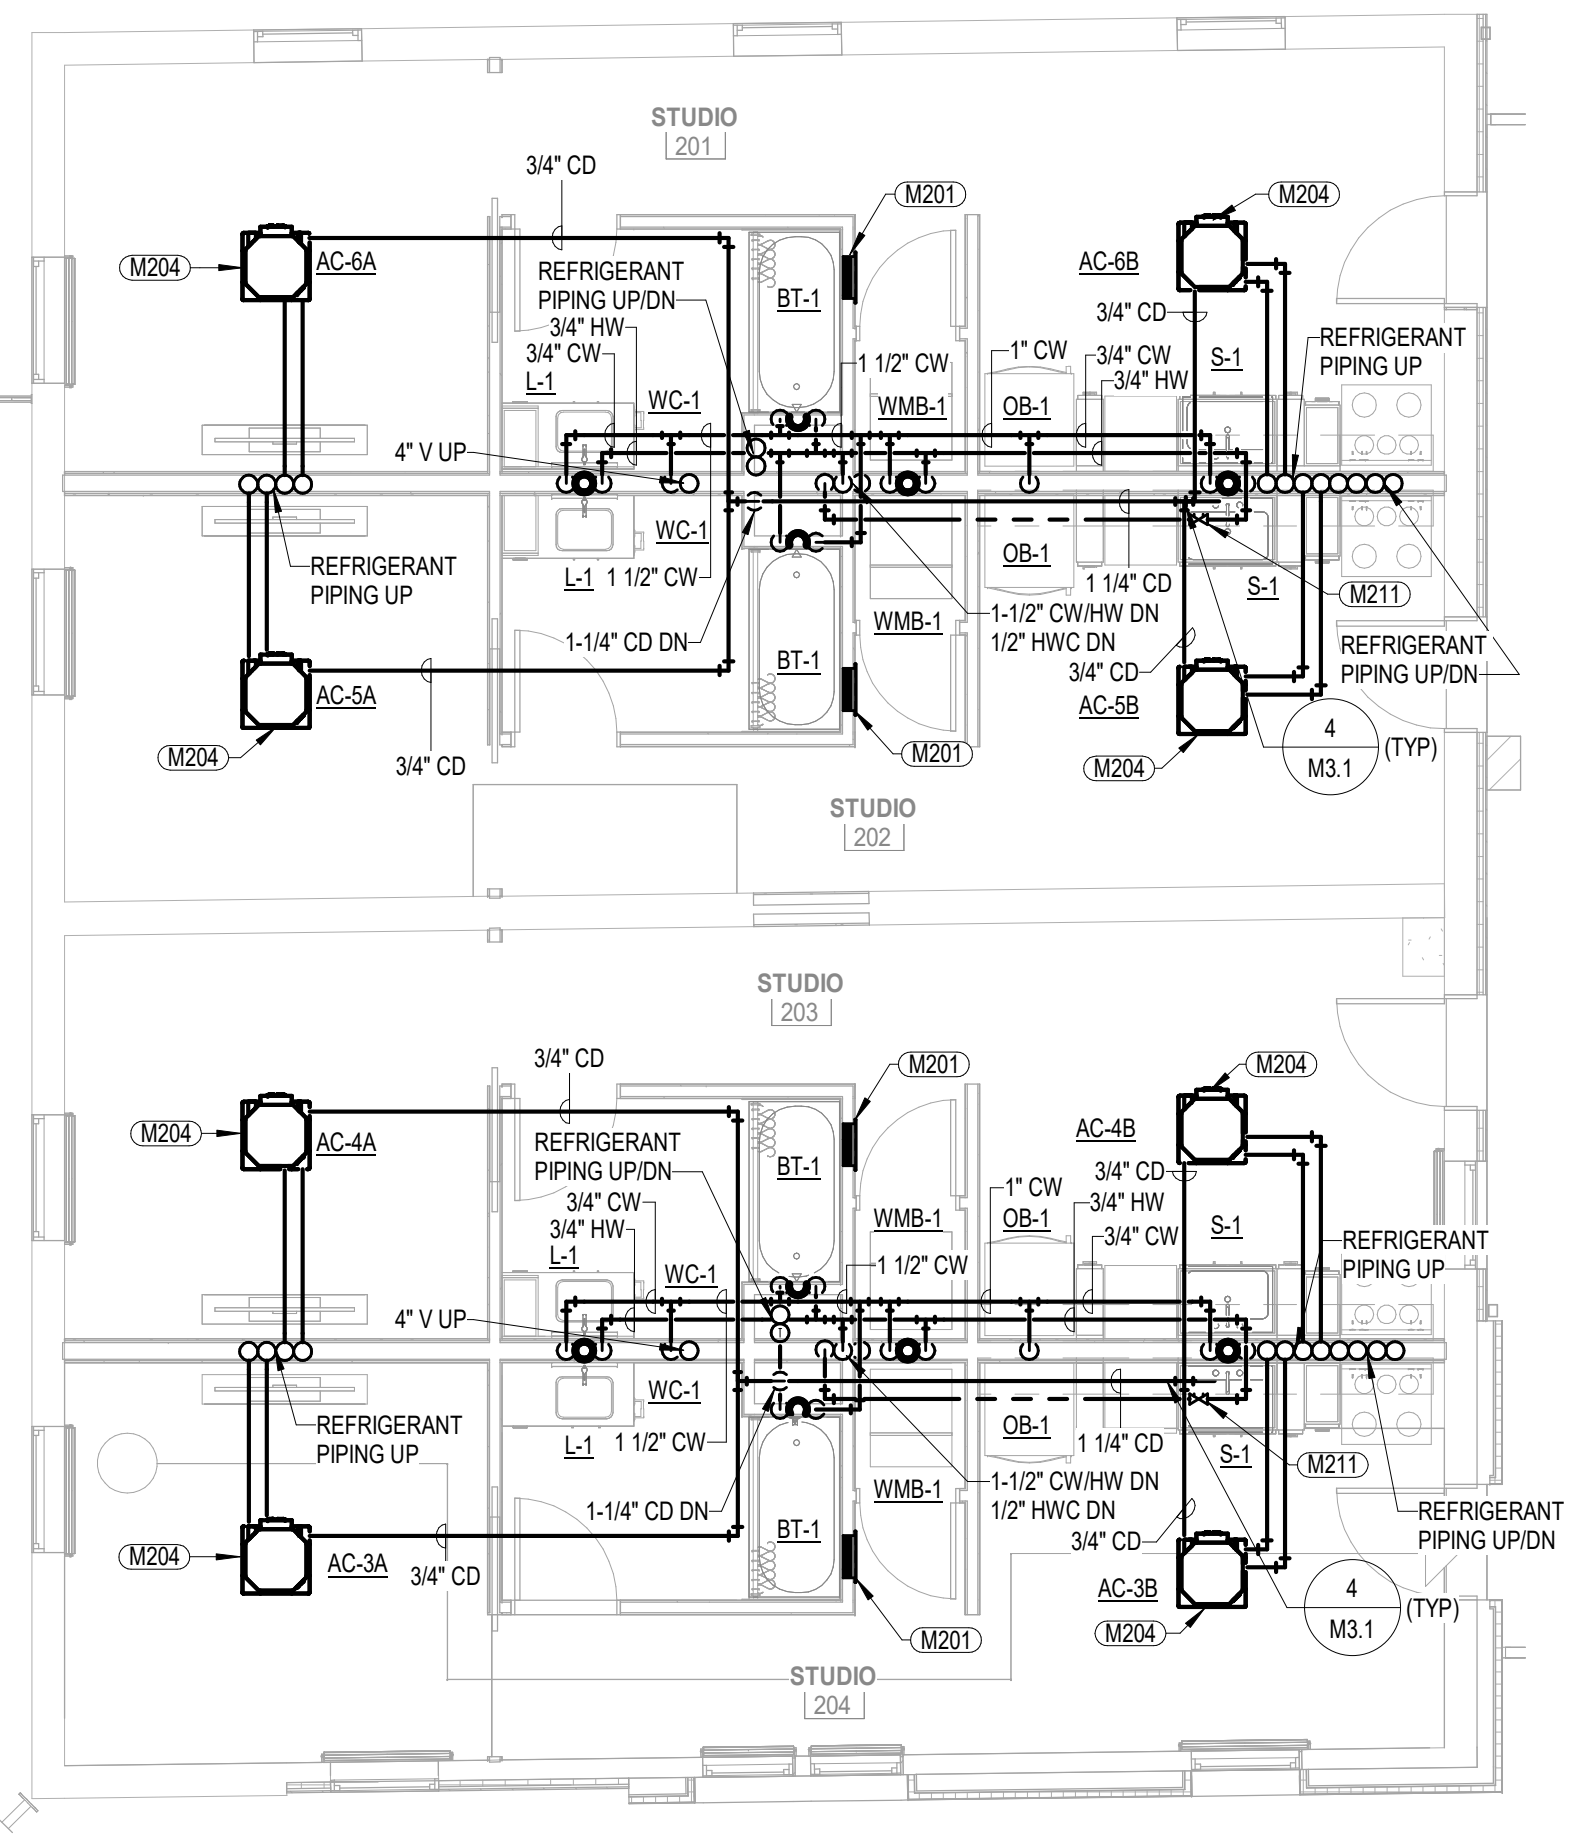 STUDIO
201
3/4" CD
M201
M204
M204
AC-6A
AC-6B
REFRIGERANT
PIPING UP/DN
BT-1
3/4" CD
3/4" HW
3/4" CW
L-1
1 1/2" CW
1" CW
3/4" CW
3/4" HW
S-1
REFRIGERANT
PIPING UP
WC-1
WMB-1
OB-1
4" V UP
WC-1
OB-1
REFRIGERANT
PIPING UP
L-1
1 1/2" CW
1 1/4" CD
S-1
M211
1-1/4" CD DN
WMB-1
1-1/2" CW/HW DN
1/2" HWC DN
REFRIGERANT
PIPING UP/DN
BT-1
3/4" CD
AC-5A
AC-5B
M204
3/4" CD
M201
M204
4
M3.1
(TYP)
STUDIO
202
STUDIO
203
3/4" CD
M201
M204
M204
AC-4A
AC-4B
REFRIGERANT
PIPING UP/DN
BT-1
3/4" CD
3/4" CW
3/4" HW
L-1
1" CW
3/4" HW
3/4" CW
WMB-1
OB-1
S-1
REFRIGERANT
PIPING UP
WC-1
1 1/2" CW
4" V UP
WC-1
REFRIGERANT
PIPING UP
L-1
1 1/2" CW
OB-1
1 1/4" CD
S-1
M211
1-1/4" CD DN
WMB-1
1-1/2" CW/HW DN
1/2" HWC DN
REFRIGERANT
PIPING UP/DN
BT-1
3/4" CD
M204
AC-3A
3/4" CD
AC-3B
M201
M204
4
M3.1
(TYP)
STUDIO
204